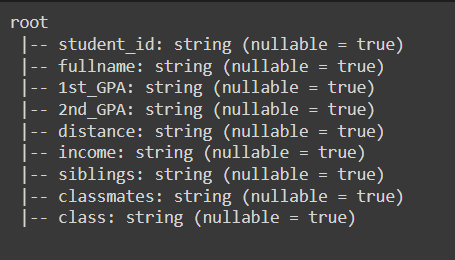 root
 |-- student_id: string (nullable = true)
 |-- fullname: string (nullable = true)
 |-- 1st_GPA: string (nullable = true)
 |-- 2nd_GPA: string (nullable = true)
 |-- distance: string (nullable = true)
 |-- income: string (nullable = true)
 |-- siblings: string (nullable = true)
 |-- classmates: string (nullable = true)
 |-- class: string (nullable = true)